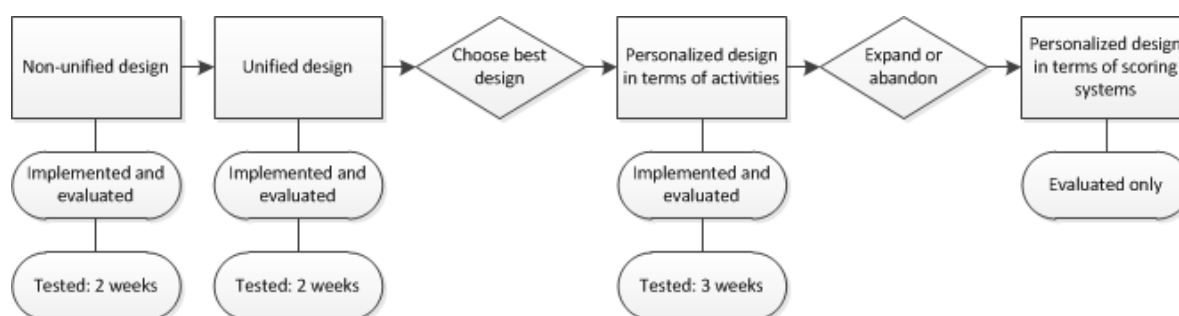 Non-unified design
Unified design
Choose best
design
Personalized design
in terms of activities
Expand or
abandon
Personalized design
in terms of scoring
systems
Implemented and
evaluated
Implemented and
evaluated
Implemented and
evaluated
Evaluated only
Tested: 2 weeks
Tested: 2 weeks
Tested: 3 weeks